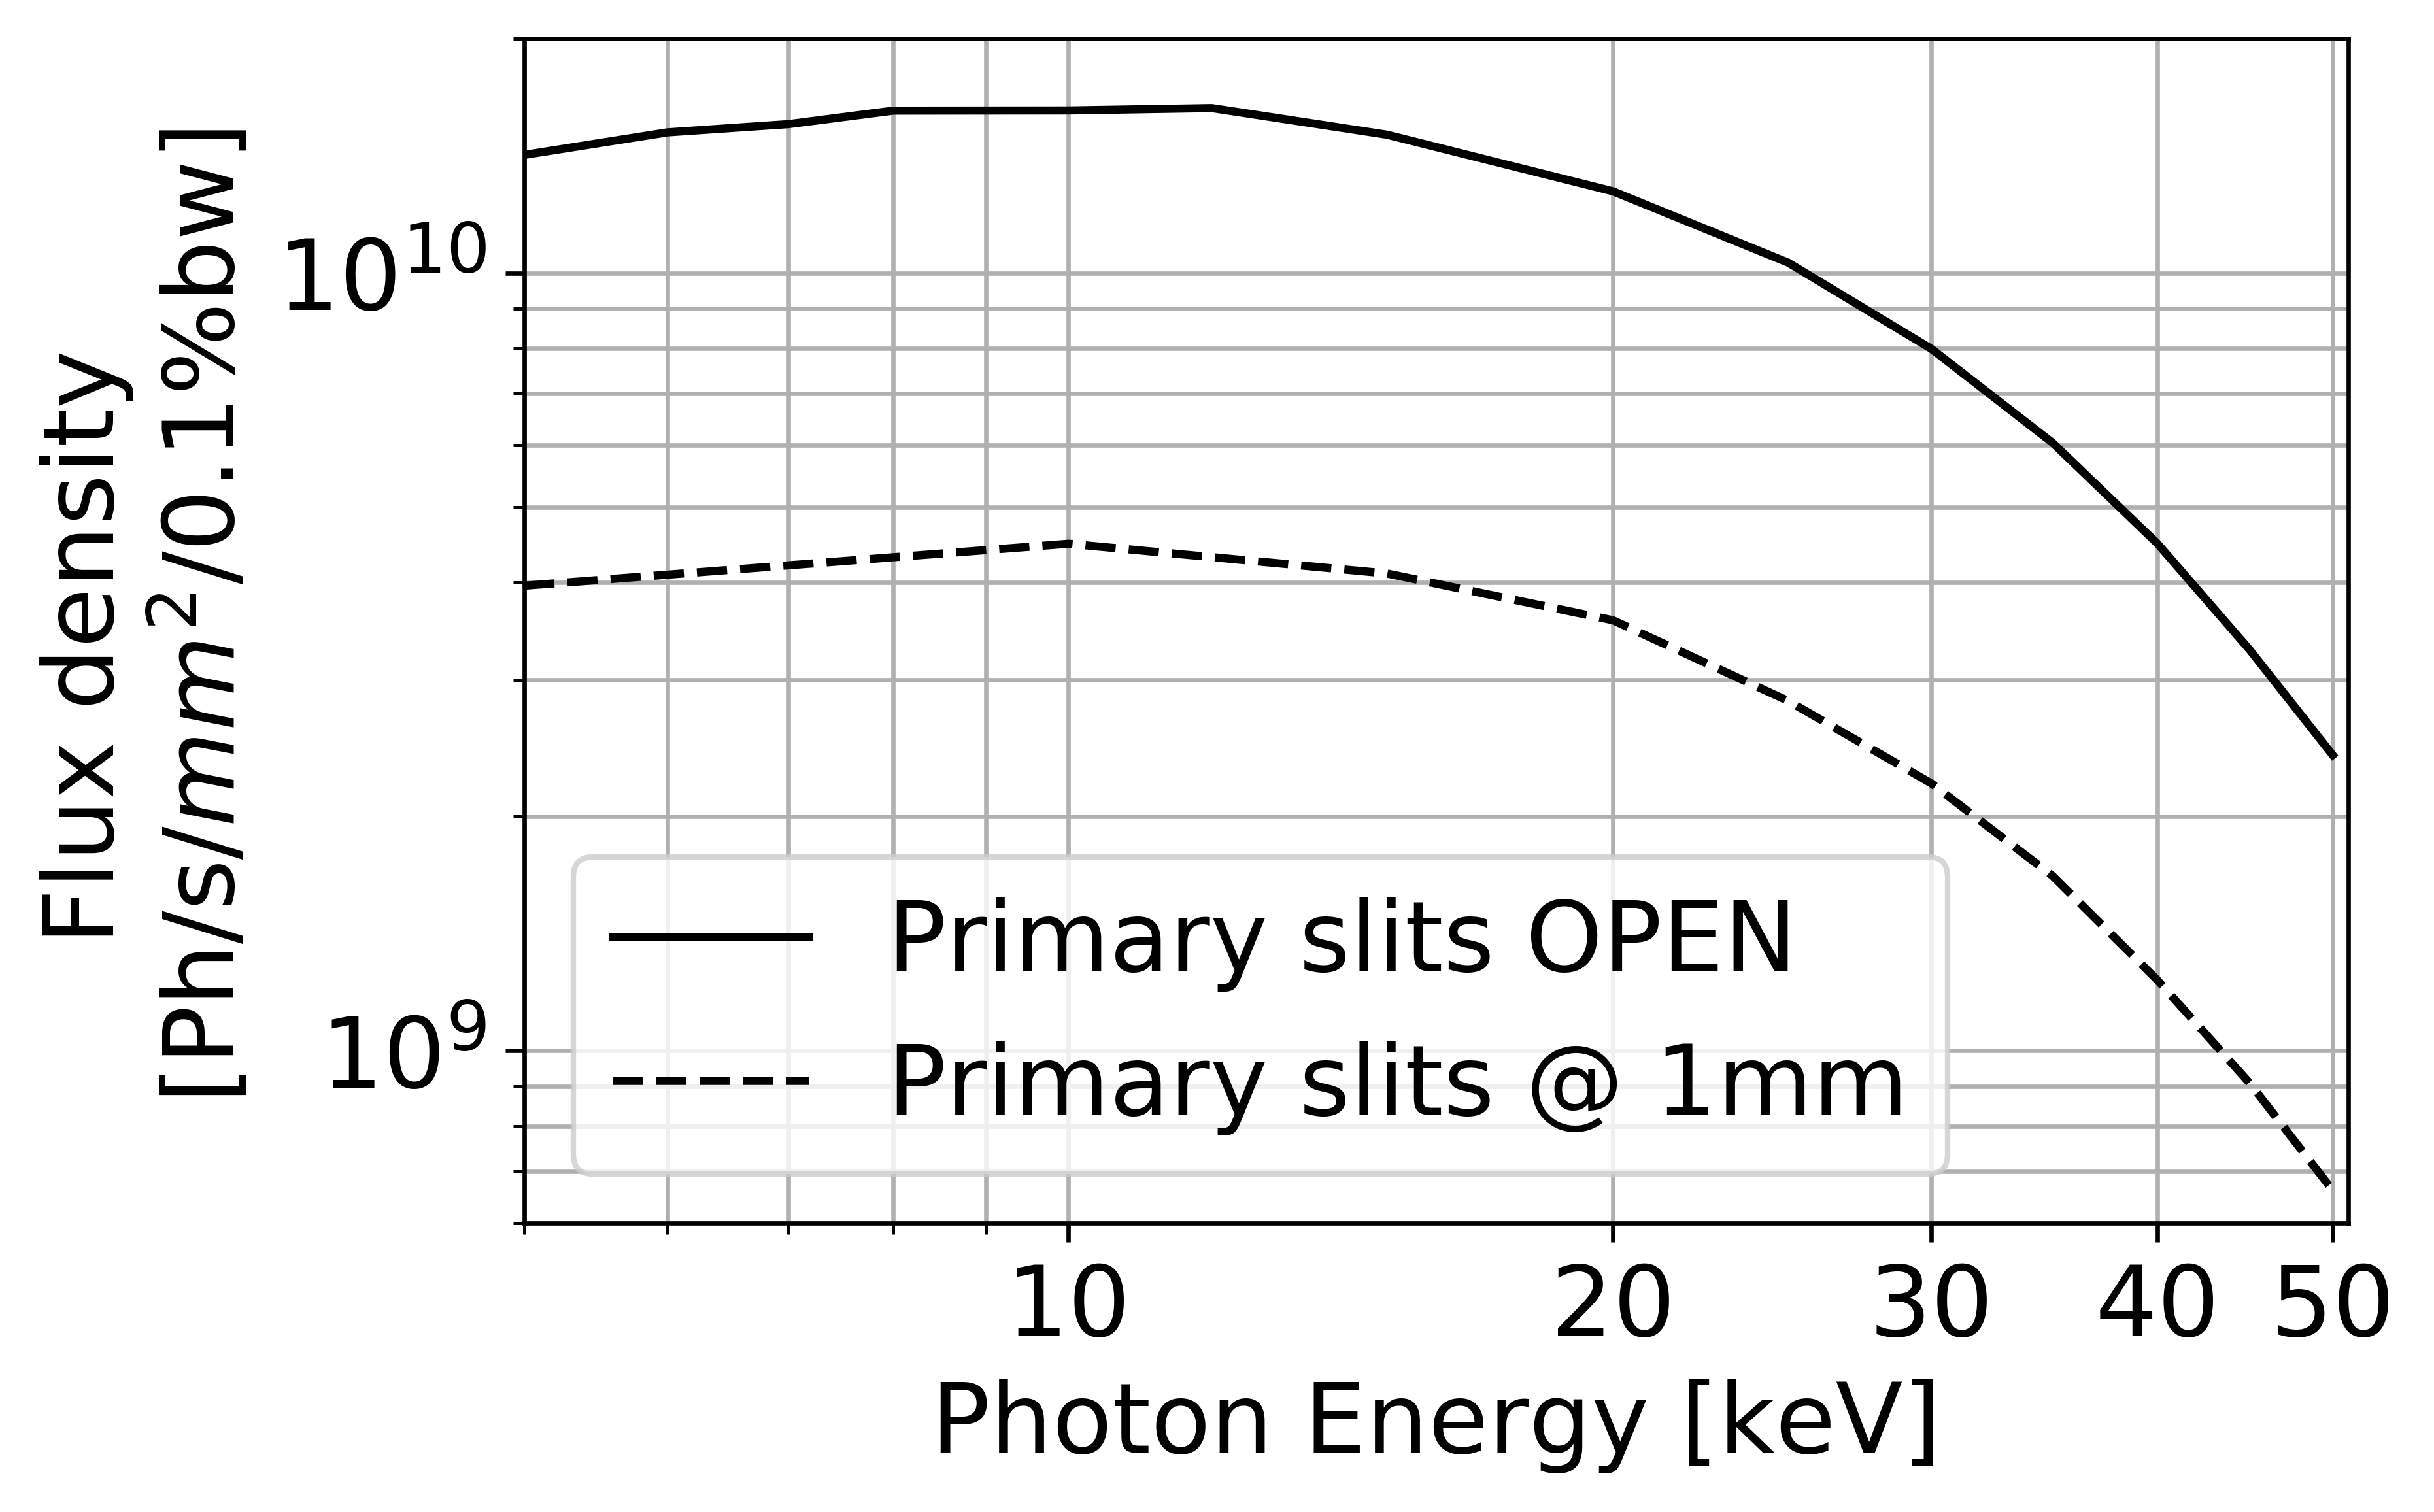 Flux density
[Ph/s/mm²/0.1%bw]
10¹⁰
10⁹
Primary slits OPEN
Primary slits @ 1mm
10 20 30 40 50
Photon Energy [keV]